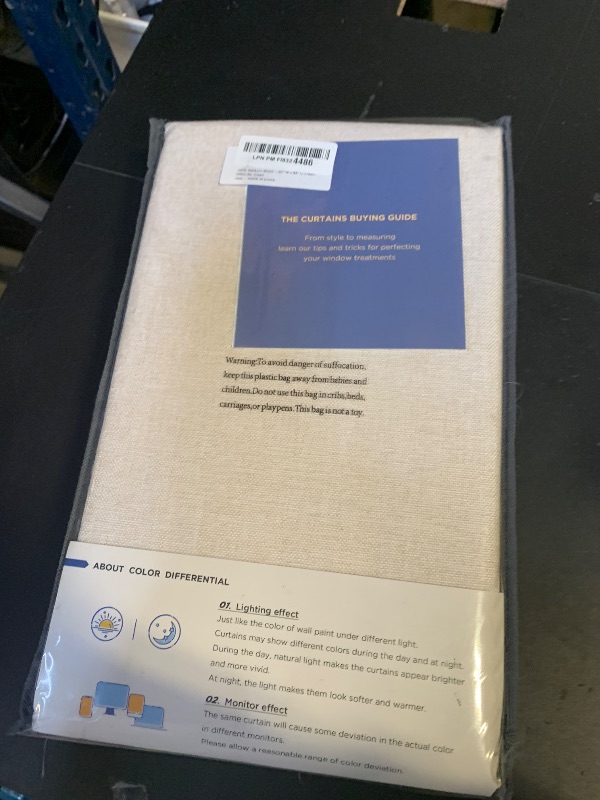 LPN PM
4486
THE CURTAINS BUYING GUIDE
From style to measuring
learn our tips and tricks for perfecting
your window treatments
Warning:To avoid danger of suffocation,
keep this plastic bag away from babies and
children.Do not use this bag in cribs,beds,
carriages,or playpens.This bag is not a toy.
ABOUT COLOR DIFFERENTIAL
01. Lighting effect
Just like the color of wall paint under different light.
Curtains may show different colors during the day and at night.
During the day, natural light makes the curtains appear brighter
and more vivid.
At night, the light makes them look softer and warmer.
02. Monitor effect
The same curtain will cause some deviation in the actual color
in different monitors.
Please allow a reasonable range of color deviation.